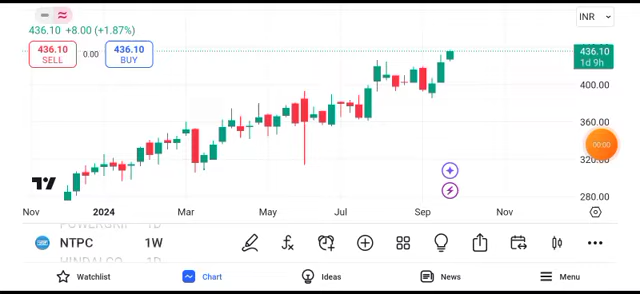 INR
436.10 +8.00 (+1.87%)
436.10
SELL
0.00
436.10
BUY
436.10
1d 9h
400.00
360.00
320.00
280.00
00:00
Nov
2024
Mar
May
Jul
Sep
Nov
NTPC
1W
Watchlist
Chart
Ideas
News
Menu